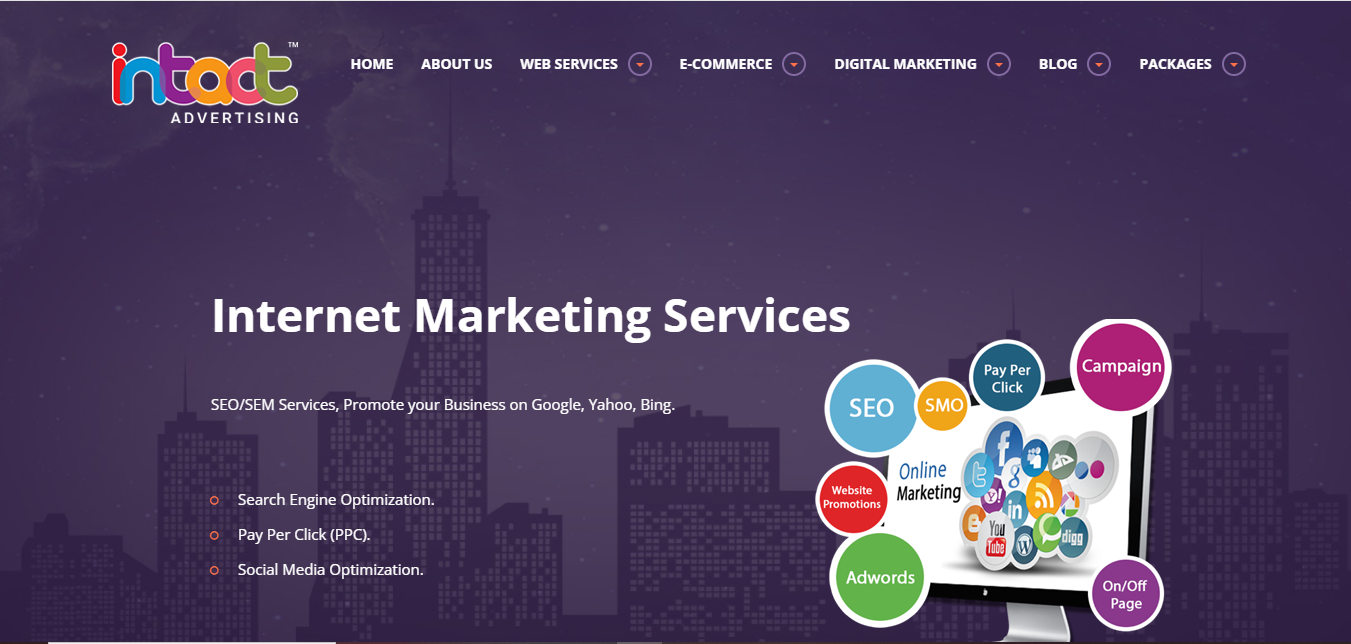 intact™
ADVERTISING
HOME ABOUT US WEB SERVICES E-COMMERCE DIGITAL MARKETING BLOG PACKAGES
Internet Marketing Services
SEO/SEM Services, Promote your Business on Google, Yahoo, Bing.
Search Engine Optimization.
Pay Per Click (PPC).
Social Media Optimization.
SEO
SMO
Pay Per
Click
Campaign
Website
Promotions
Online
Marketing
Adwords
On/Off
Page
f
t
g
Y!
in
You
Tube
digg